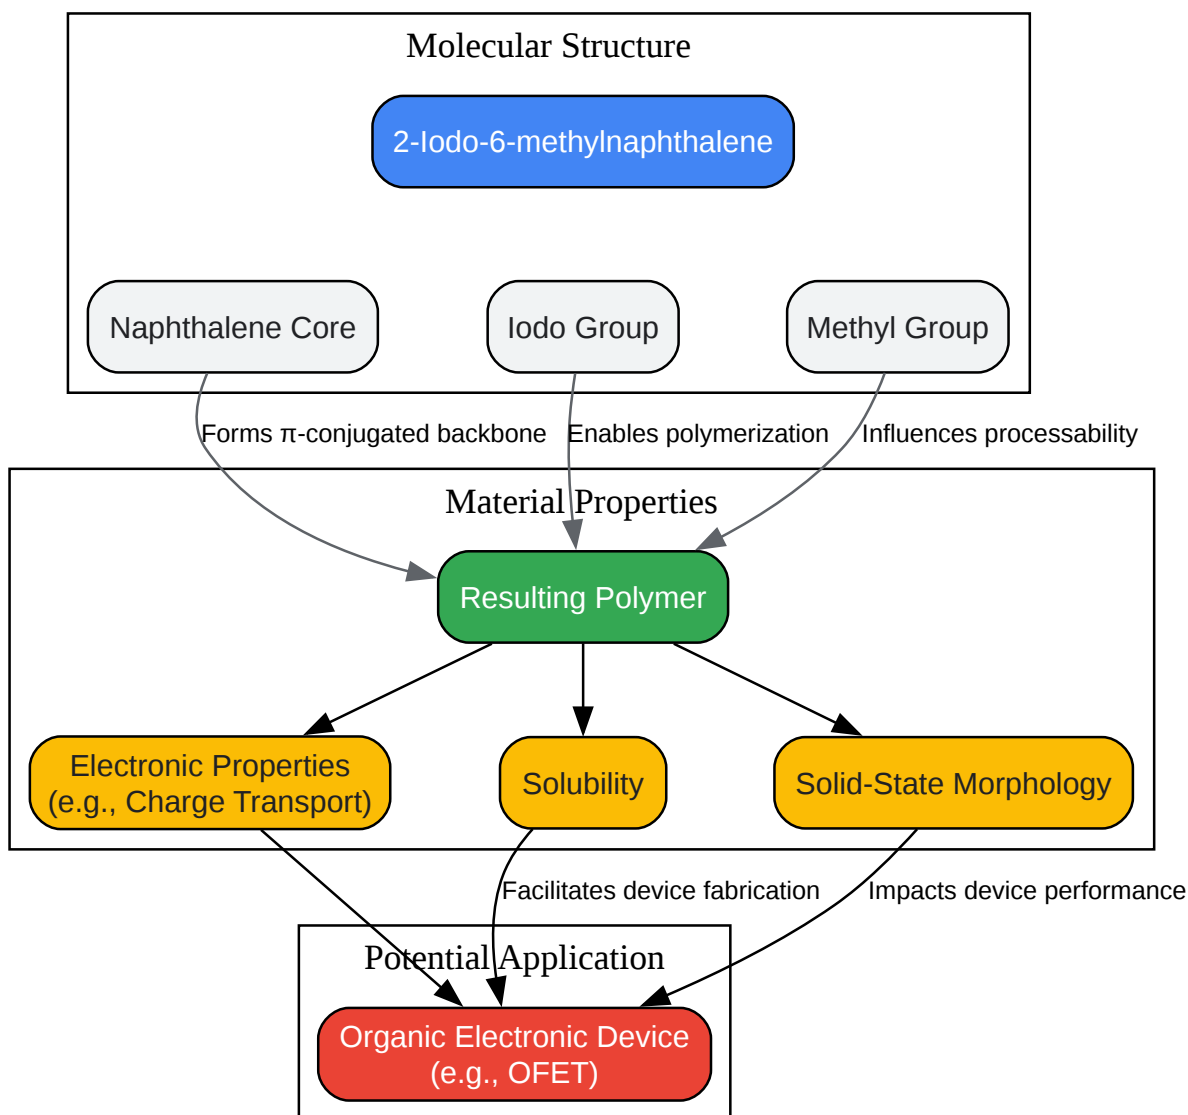 Molecular Structure
2-Iodo-6-methylnaphthalene
Naphthalene Core
Iodo Group
Methyl Group
Forms π-conjugated backbone
Enables polymerization
Influences processability
Material Properties
Resulting Polymer
Electronic Properties
(e.g., Charge Transport)
Solubility
Solid-State Morphology
Facilitates device fabrication
Impacts device performance
Potential Application
Organic Electronic Device
(e.g., OFET)